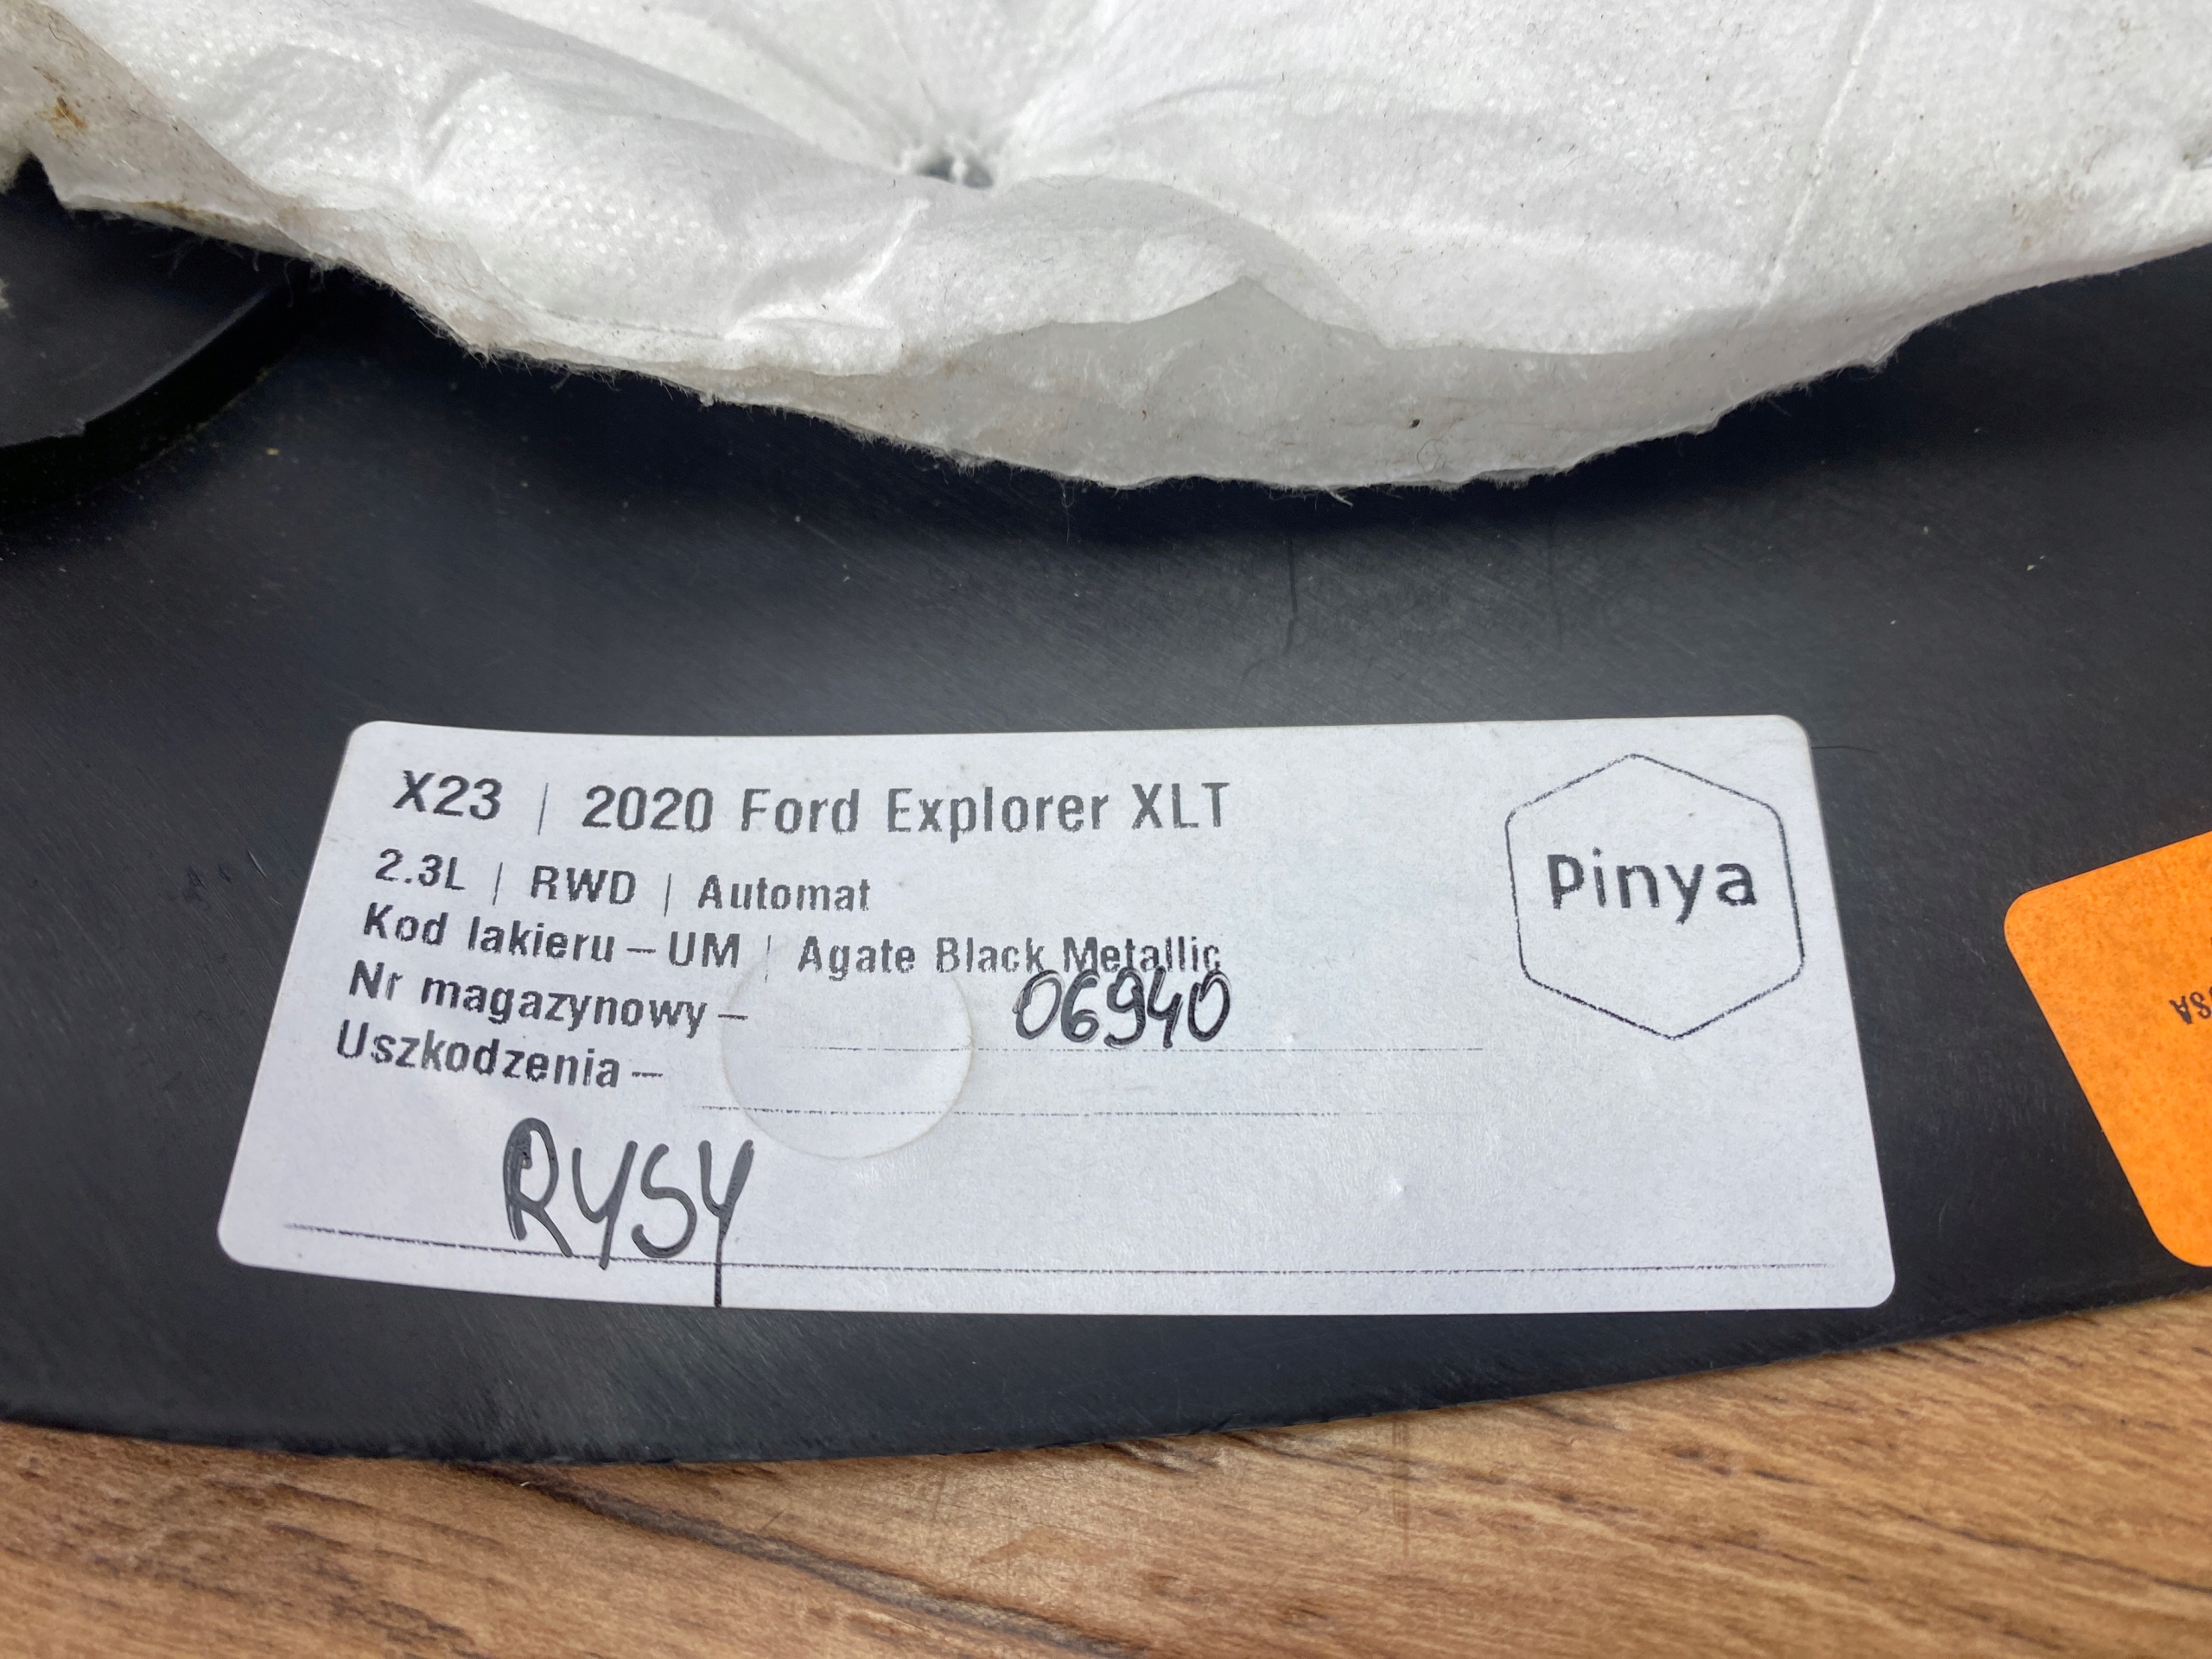 X23 | 2020 Ford Explorer XLT
Pinya
2.3L | RWD | Automat
Kod lakieru – UM | Agate Black Metallic
Nr magazynowy – 06940
Uszkodzenia –
RYSY